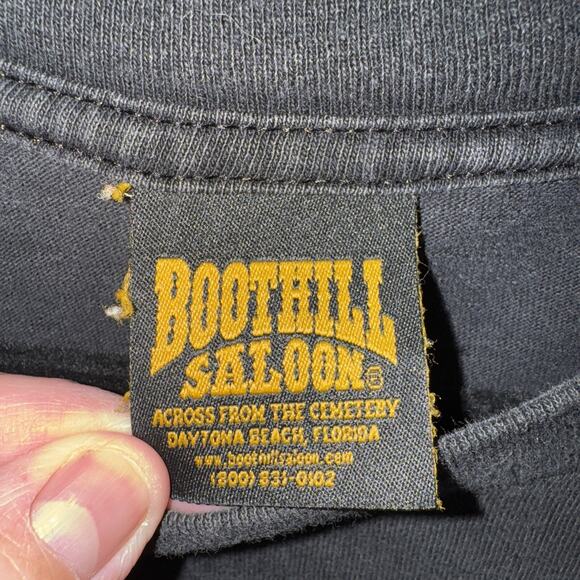 BOOTHILL
SALOON®
ACROSS FROM THE CEMETERY
DAYTONA BEACH, FLORIDA
www.boothillsaloon.com
(800) 831-0102